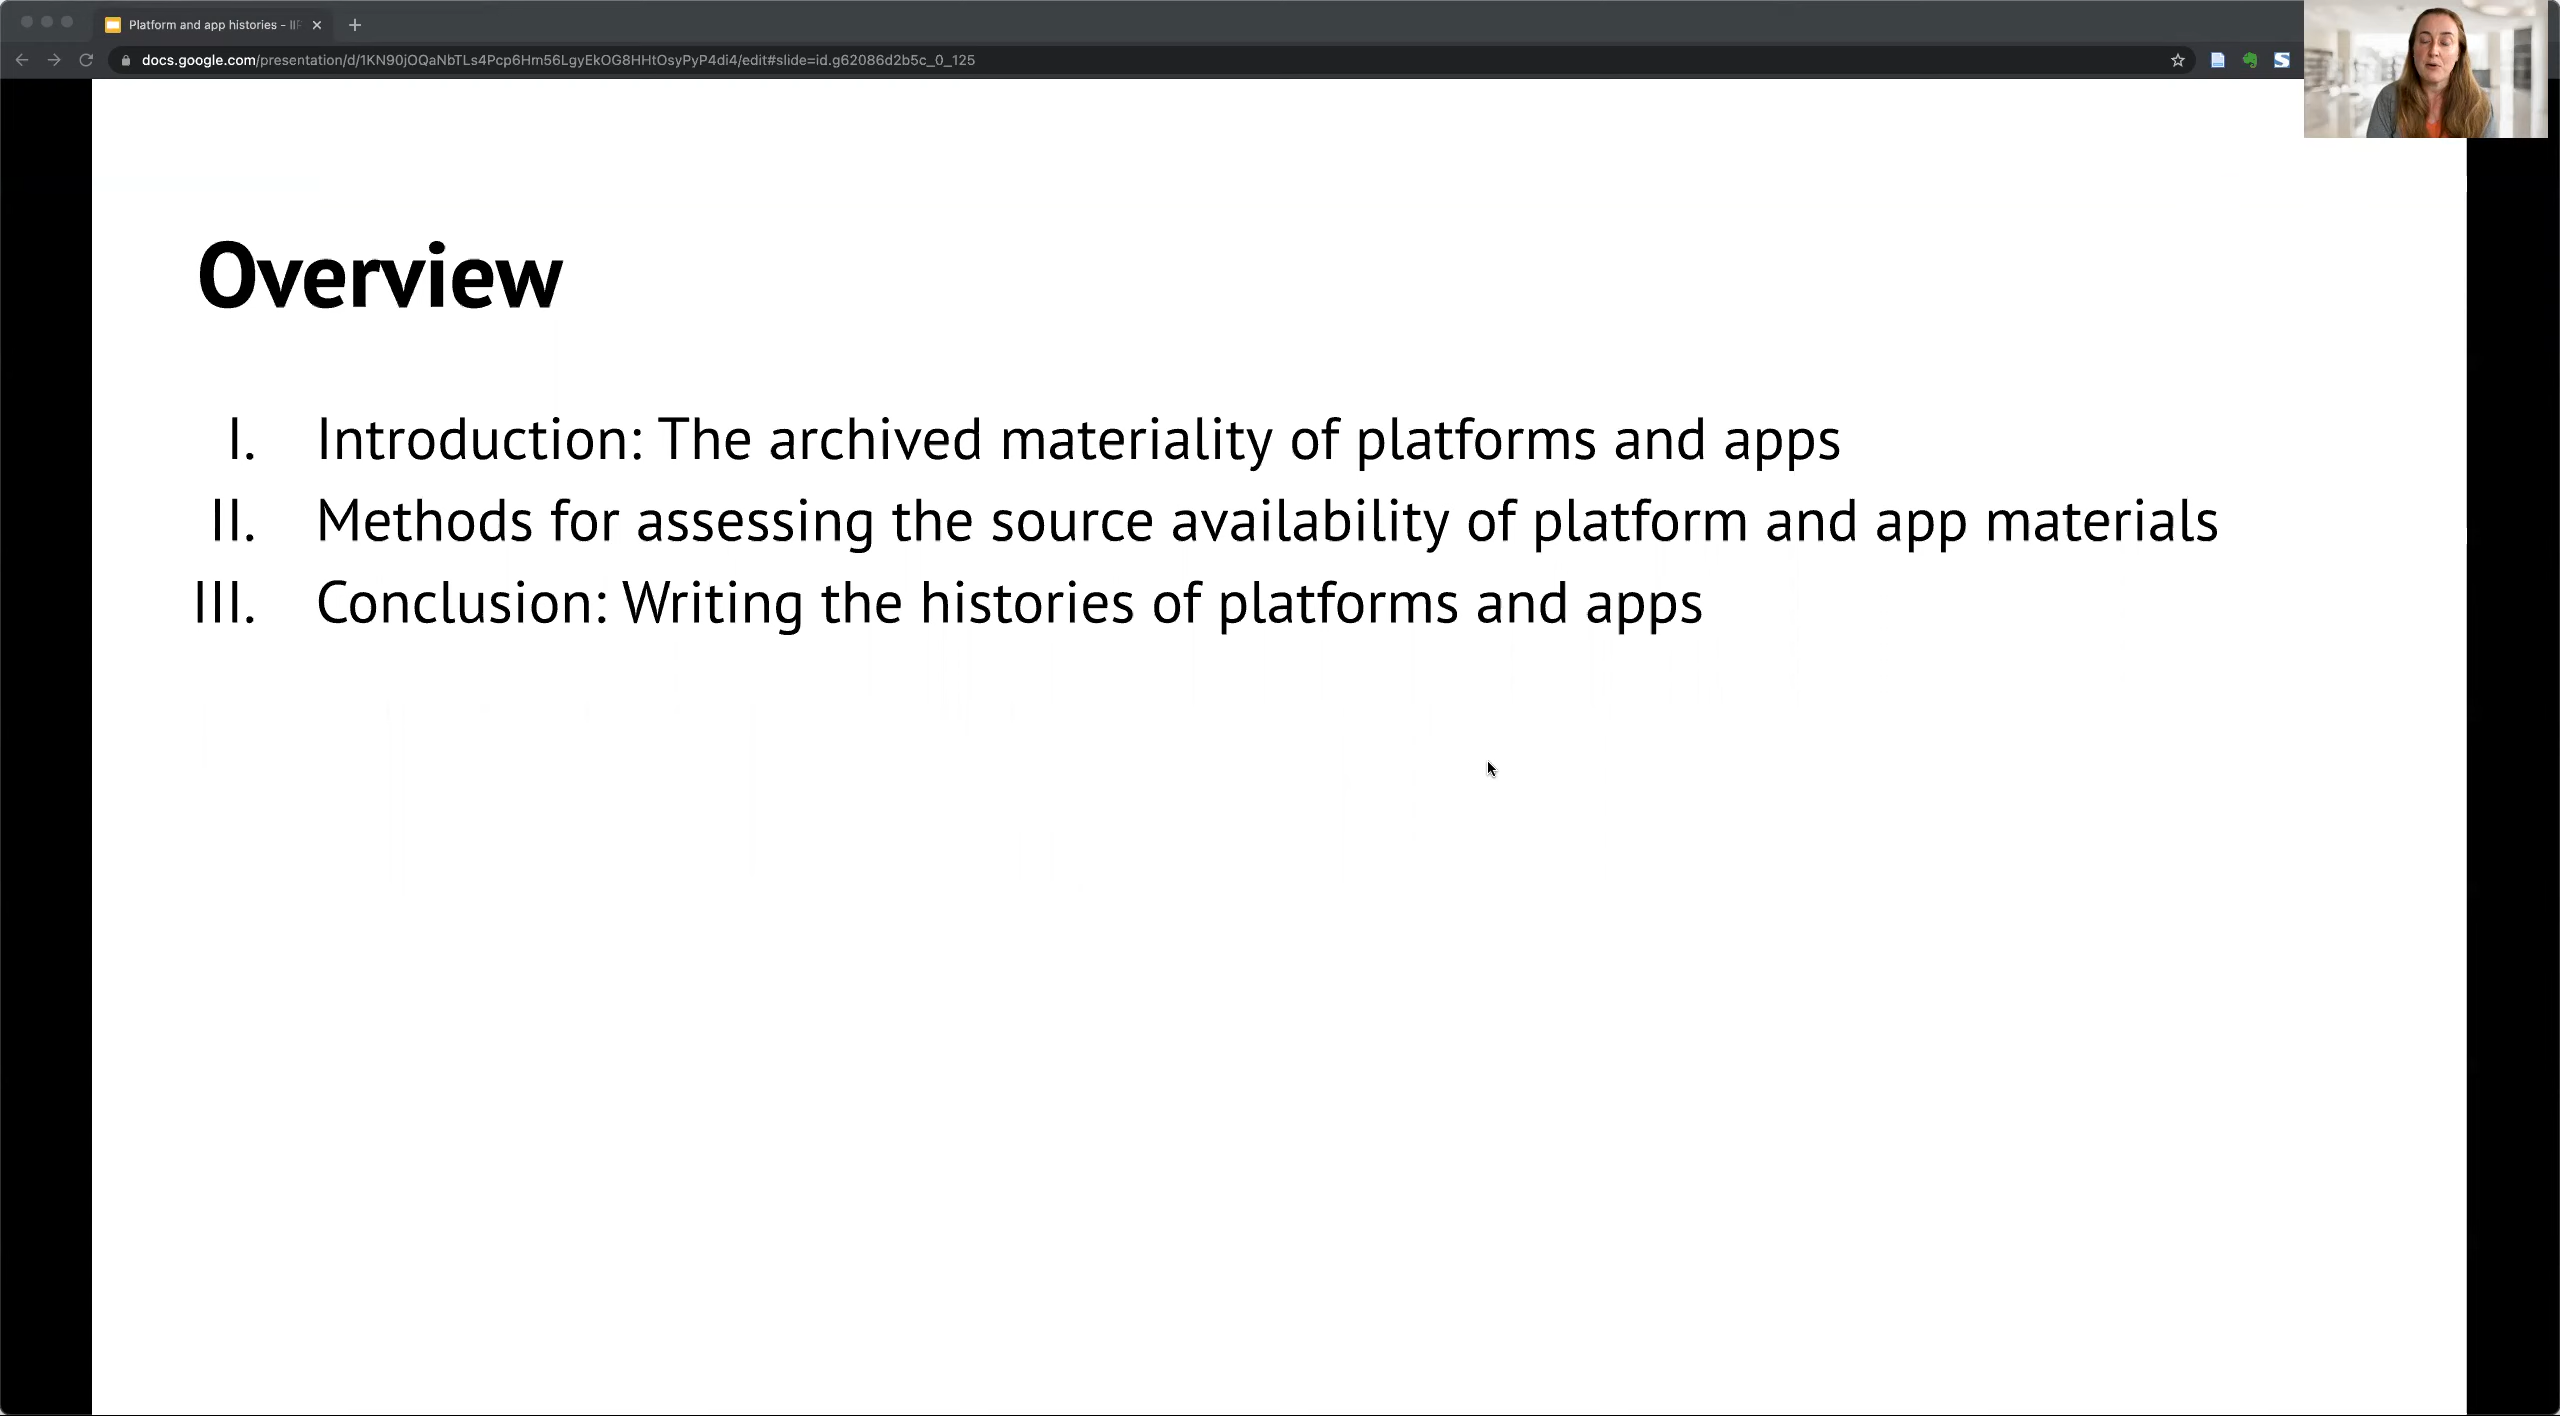 Platform and app histories - II
docs.google.com/presentation/d/1KN90jOQaNbTLs4Pcp6Hm56LgyEkOG8HHtOsyPyP4di4/edit#slide=id.g62086d2b5c_0_125
Overview
I. Introduction: The archived materiality of platforms and apps
II. Methods for assessing the source availability of platform and app materials
III. Conclusion: Writing the histories of platforms and apps